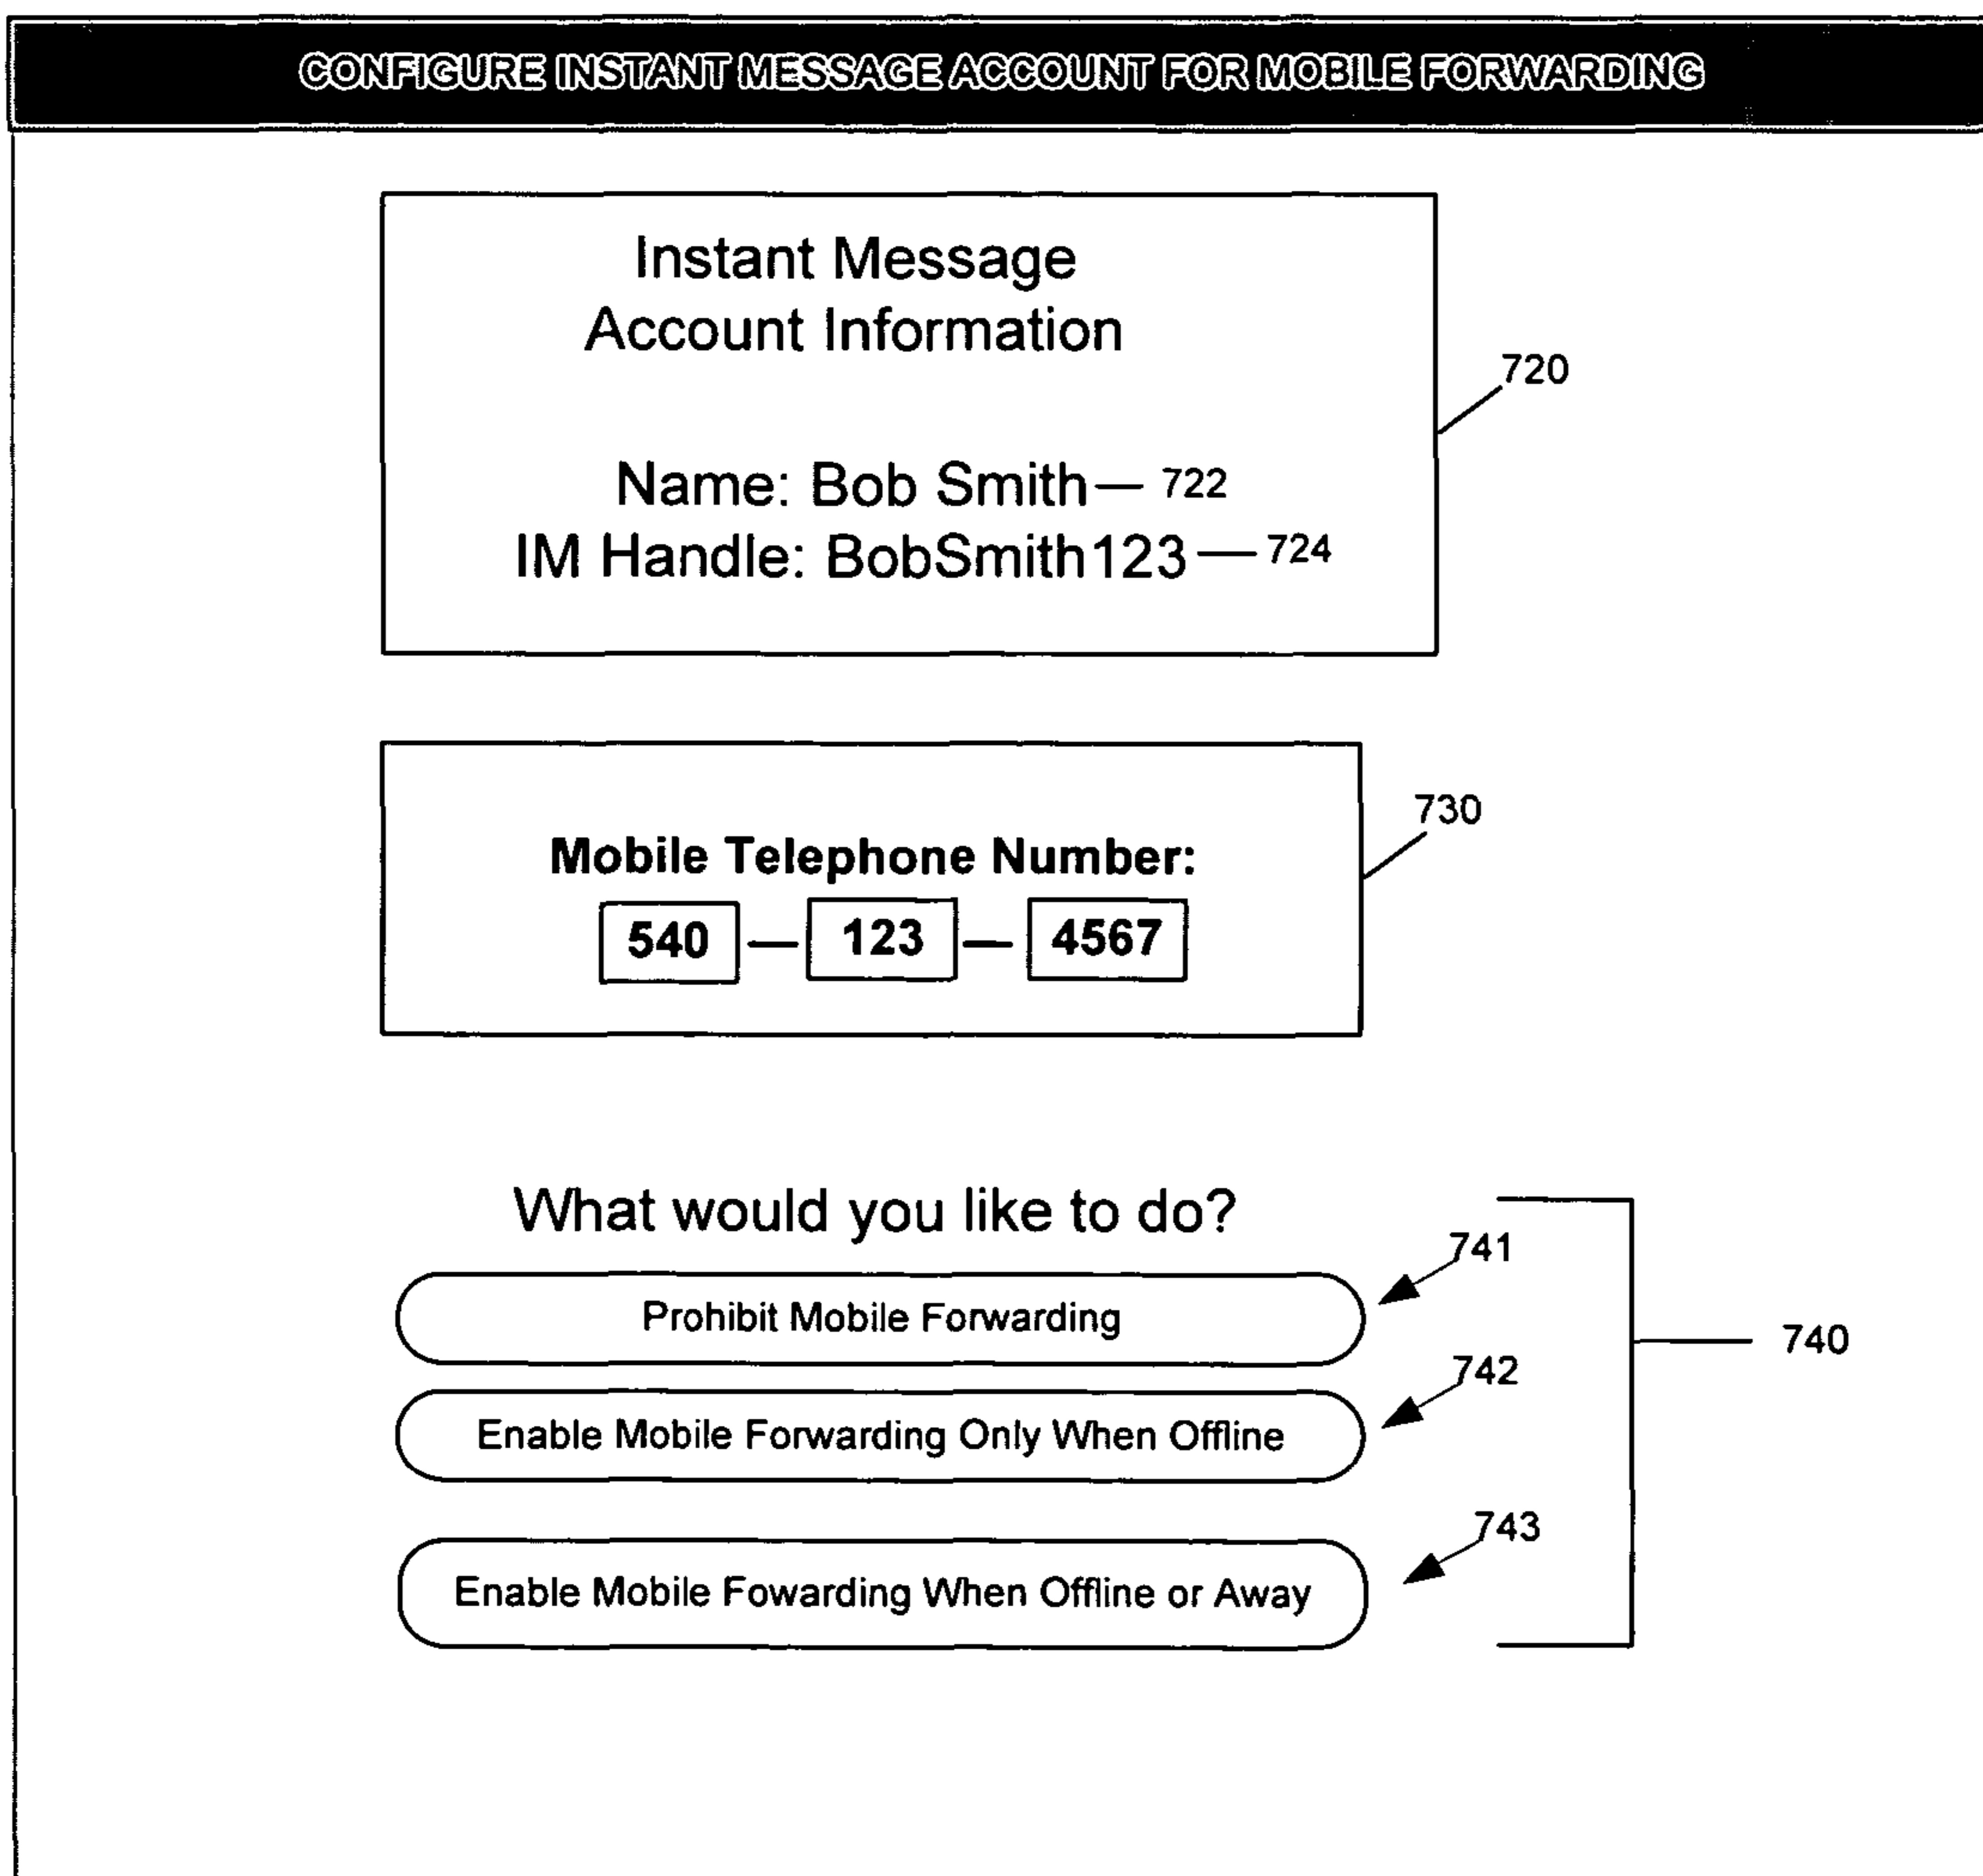 CONFIGURE INSTANT MESSAGE ACCOUNT FOR MOBILE FORWARDING
Instant Message
Account Information
720
Name: Bob Smith — 722
IM Handle: BobSmith123 — 724
730
Mobile Telephone Number:
540 — 123 — 4567
What would you like to do?
741
Prohibit Mobile Forwarding
740
742
Enable Mobile Forwarding Only When Offline
743
Enable Mobile Fowarding When Offline or Away